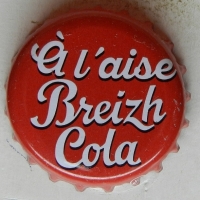 À l'aise
Breizh
Cola